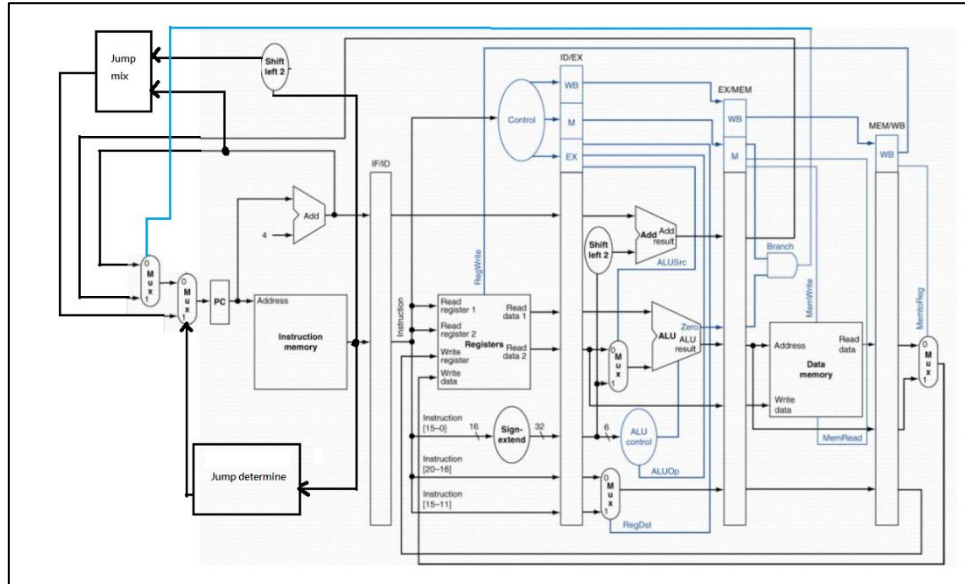 Jump
mix
Shift
left 2
ID/EX
WB
EX/MEM
Control
M
WB
MEM/WB
EX
M
WB
IF/ID
Add
4
RegWrite
Shift
left 2
Add
Add
result
ALUSrc
Branch
MemWrite
MemtoReg
0
M
u
x
1
0
M
u
x
1
PC
Address
Instruction
memory
Instruction
Read
register 1
Read
data 1
Read
register 2
Registers
Read
data 2
Write
register
Write
data
0
M
u
x
1
Zero
ALU
ALU
result
Address
Read
data
Data
memory
Write
data
0
M
u
x
1
MemRead
Instruction
[15–0]
16
Sign-
extend
32
6
ALU
control
ALUOp
Jump determine
Instruction
[20–16]
Instruction
[15–11]
0
M
u
x
1
RegDst